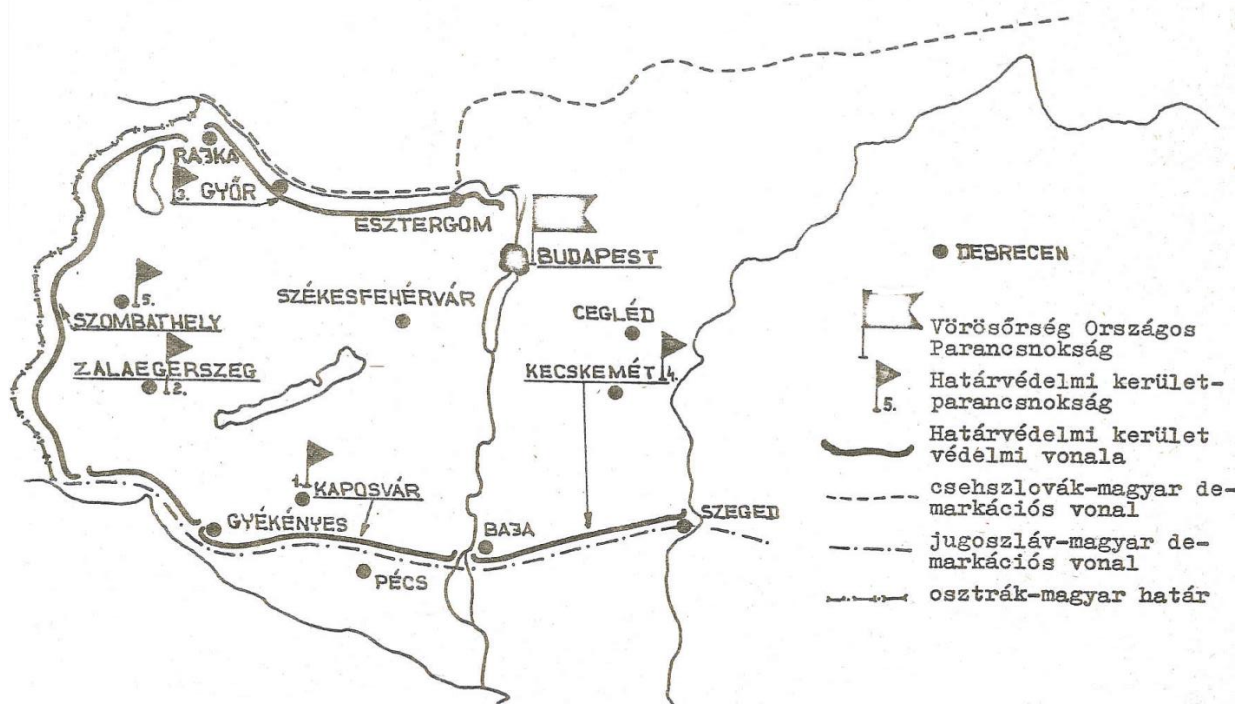 RAJKA
3. GYŐR
ESZTERGOM
BUDAPEST
DEBRECEN
5.
SZOMBATHELY
SZÉKESFEHÉRVÁR
CEGLÉD
ZALAEGERSZEG
2.
KECSKEMÉT
4.
1.
KAPOSVÁR
GYÉKÉNYES
BAJA
SZEGED
PÉCS
Vörösőrség Országos
Parancsnokság
Határvédelmi kerület-
parancsnokság
5.
Határvédelmi kerület
védelmi vonala
csehszlovák-magyar de-
markációs vonal
jugoszláv-magyar de-
markációs vonal
osztrák-magyar határ